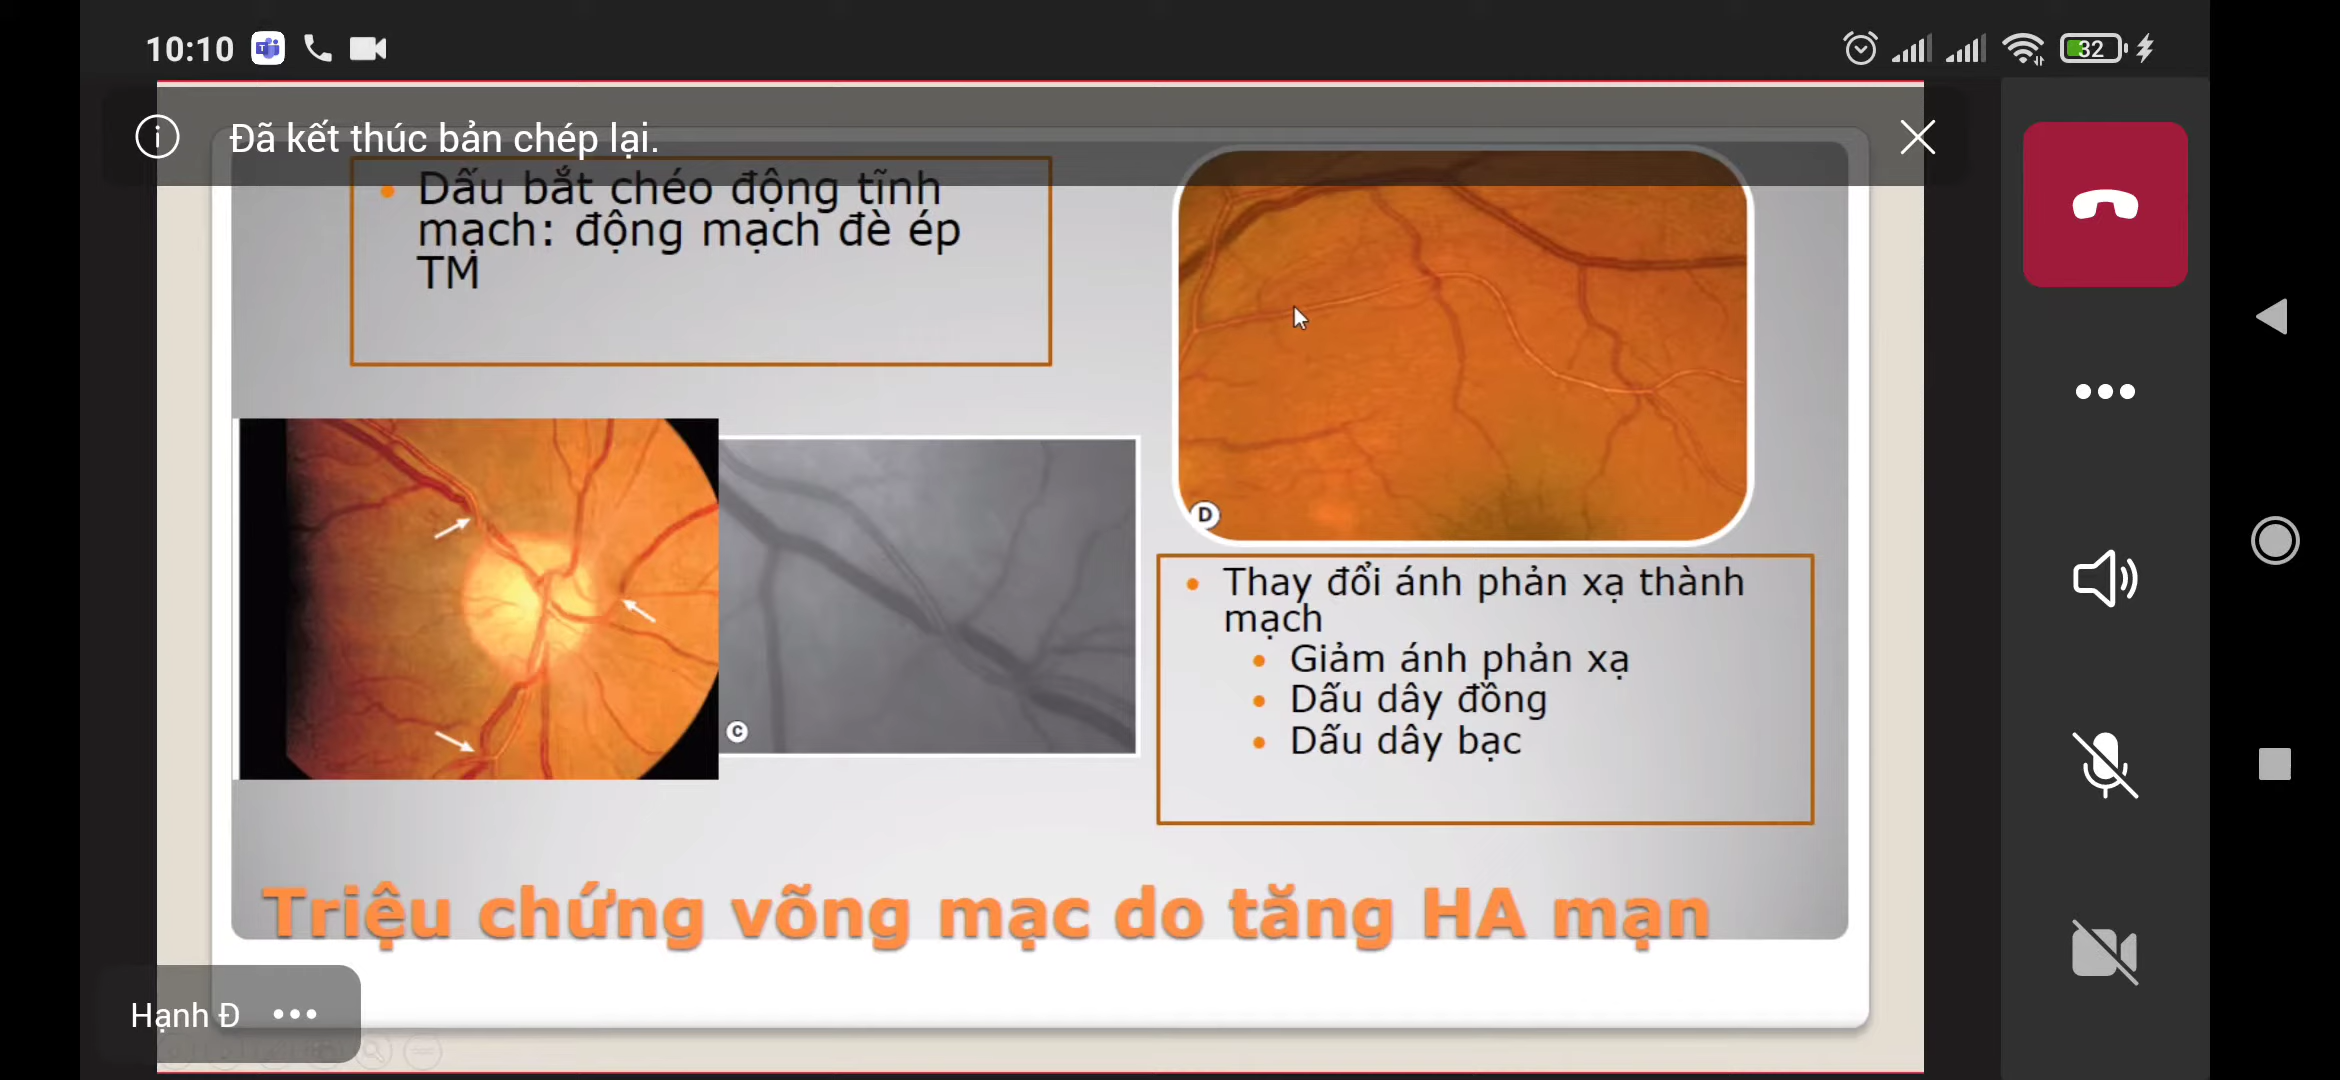 10:10
32
Đã kết thúc bản chép lại.
Dấu bắt chéo động tĩnh
mạch: động mạch đè ép
TM
D
C
Thay đổi ánh phản xạ thành
mạch
Giảm ánh phản xạ
Dấu dây đồng
Dấu dây bạc
Triệu chứng võng mạc do tăng HA mạn
Hạnh Đ